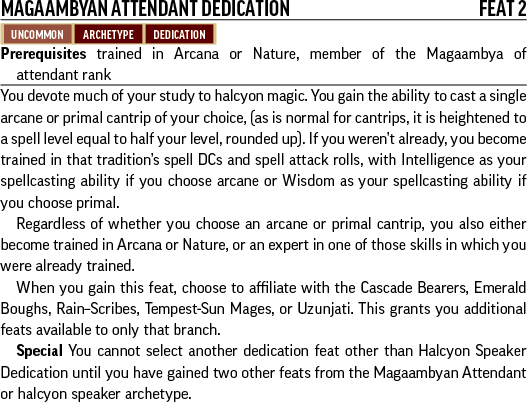 MAGAAMBYAN ATTENDANT DEDICATION FEAT 2
UNCOMMON ARCHETYPE DEDICATION
Prerequisites trained in Arcana or Nature, member of the Magaambya of
attendant rank
You devote much of your study to halcyon magic. You gain the ability to cast a single
arcane or primal cantrip of your choice, (as is normal for cantrips, it is heightened to
a spell level equal to half your level, rounded up). If you weren't already, you become
trained in that tradition's spell DCs and spell attack rolls, with Intelligence as your
spellcasting ability if you choose arcane or Wisdom as your spellcasting ability if
you choose primal.
Regardless of whether you choose an arcane or primal cantrip, you also either
become trained in Arcana or Nature, or an expert in one of those skills in which you
were already trained.
When you gain this feat, choose to affiliate with the Cascade Bearers, Emerald
Boughs, Rain-Scribes, Tempest-Sun Mages, or Uzunjati. This grants you additional
feats available to only that branch.
Special You cannot select another dedication feat other than Halcyon Speaker
Dedication until you have gained two other feats from the Magaambyan Attendant
or halcyon speaker archetype.